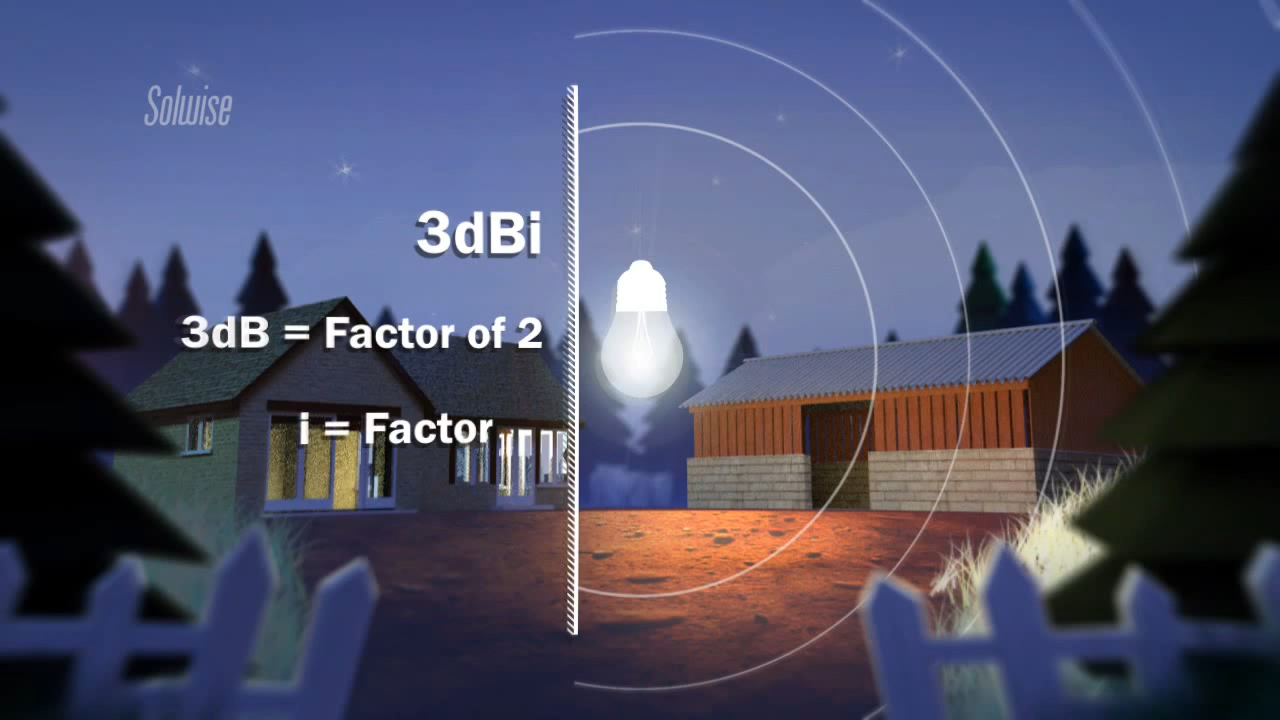 Solwise
3dBi
3dB = Factor of 2
i = Factor